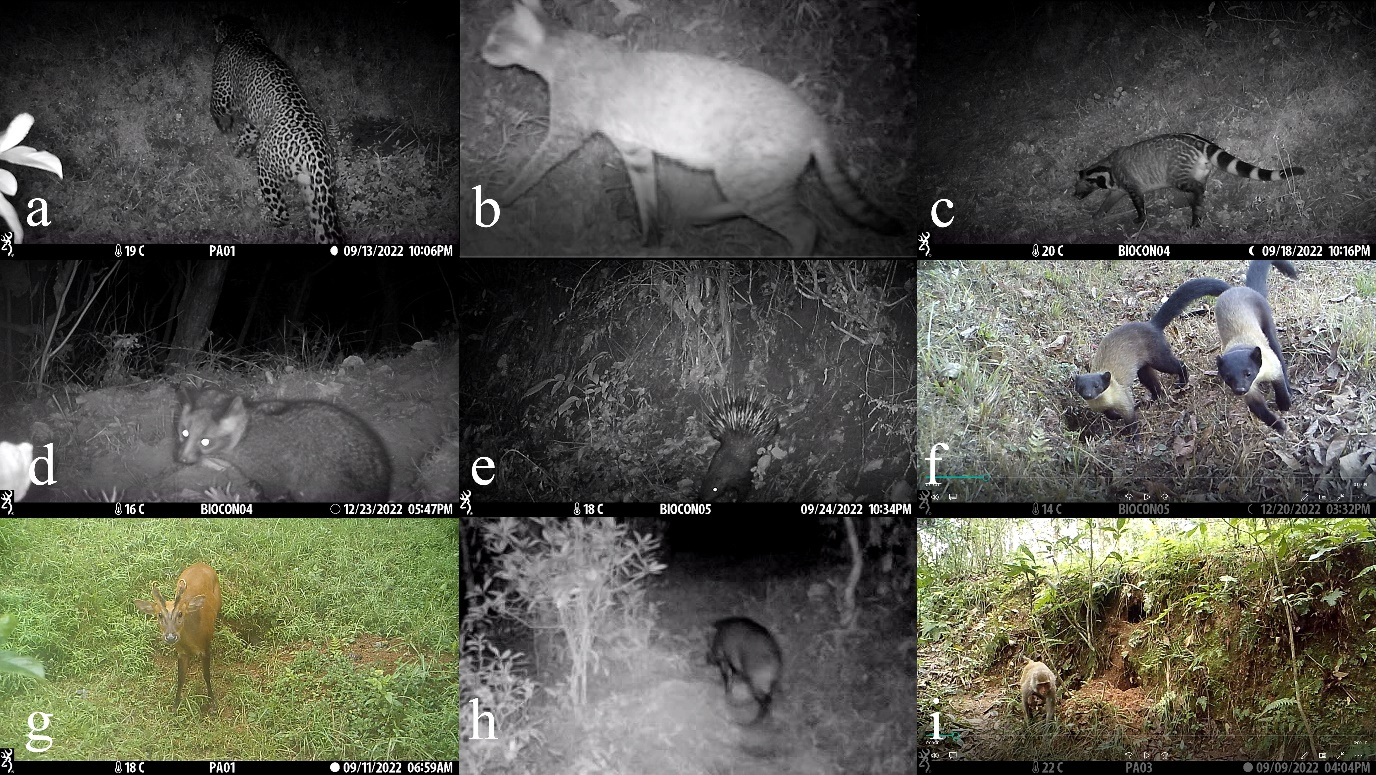 a
19 C PA01 09/13/2022 10:06PM
b
c
20 C BIOCON04 09/18/2022 10:16PM
d
16 C BIOCON04 12/23/2022 05:47PM
e
18 C BIOCON05 09/24/2022 10:34PM
f
14 C BIOCON05 12/20/2022 03:32PM
g
18 C PA01 09/11/2022 06:59AM
h
i
22 C PA03 09/09/2022 04:04PM